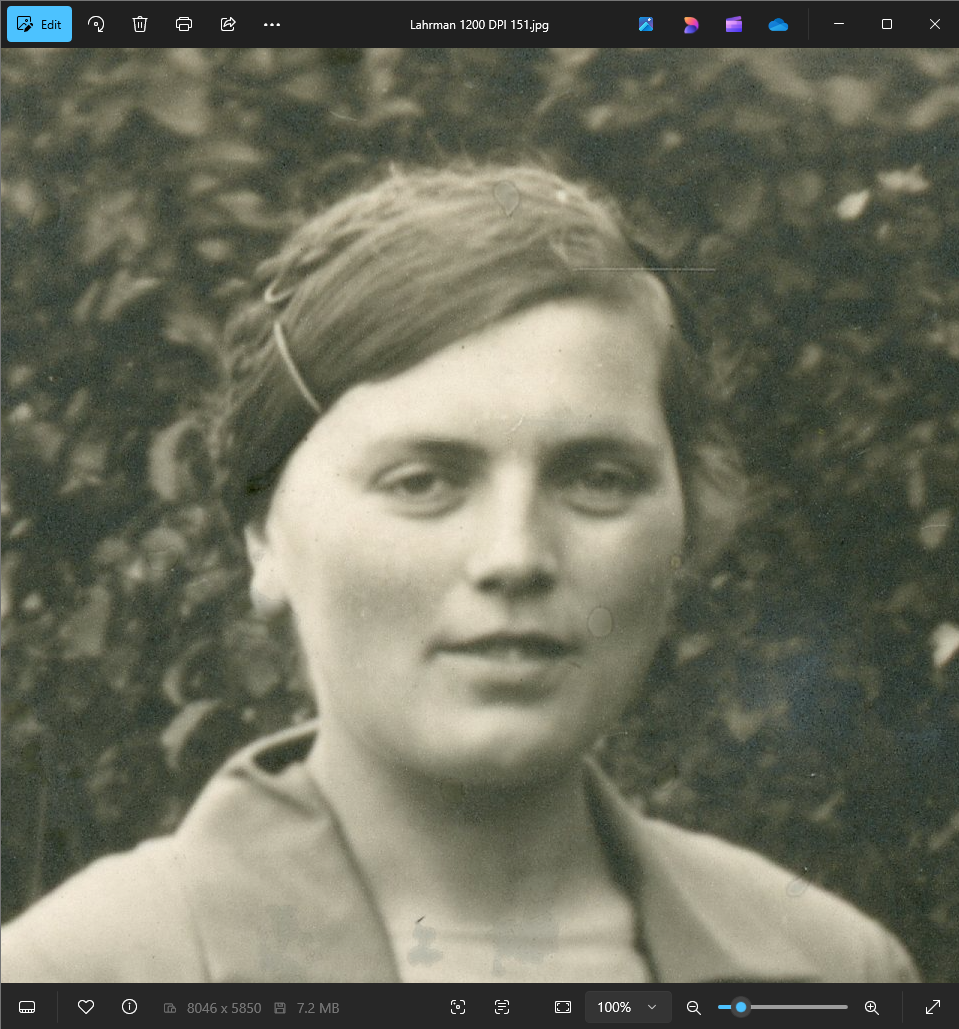 Edit
Lahrman 1200 DPI 151.jpg
8046 x 5850
7.2 MB
100%